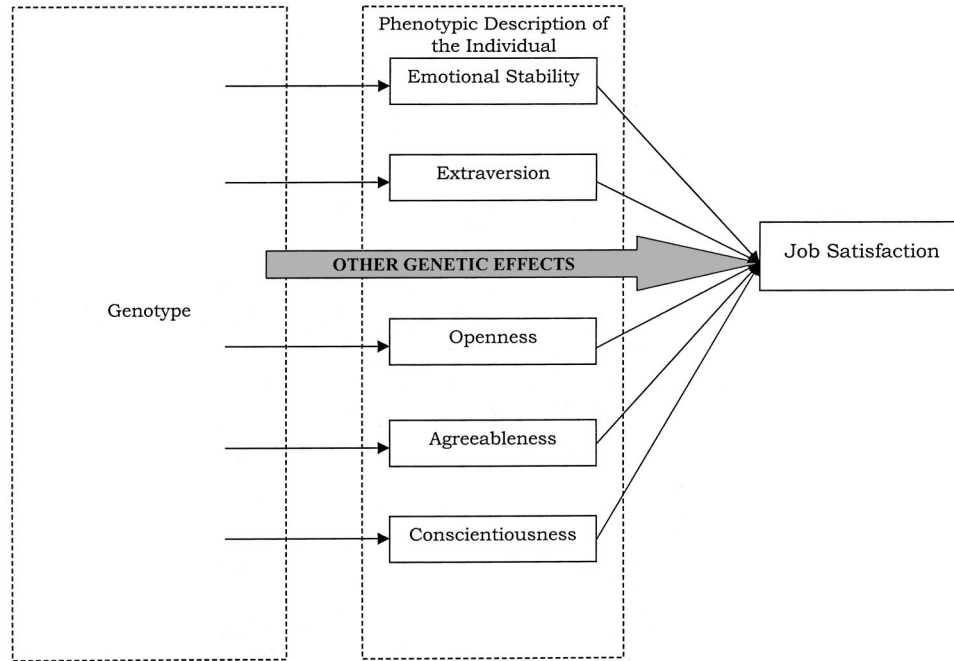 Phenotypic Description of
the Individual
Emotional Stability
Extraversion
Job Satisfaction
OTHER GENETIC EFFECTS
Genotype
Openness
Agreeableness
Conscientiousness